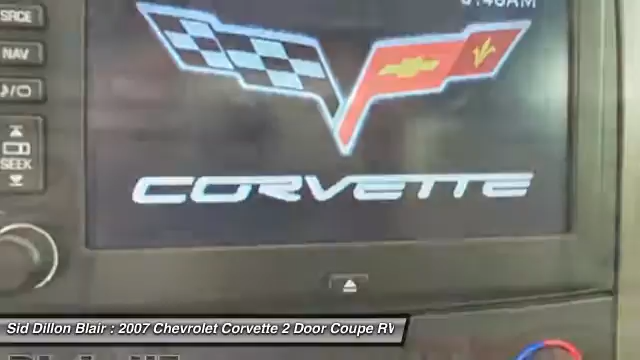 SRCE
NAV
SEEK
CORVETTE
Sid Dillon Blair : 2007 Chevrolet Corvette 2 Door Coupe RV